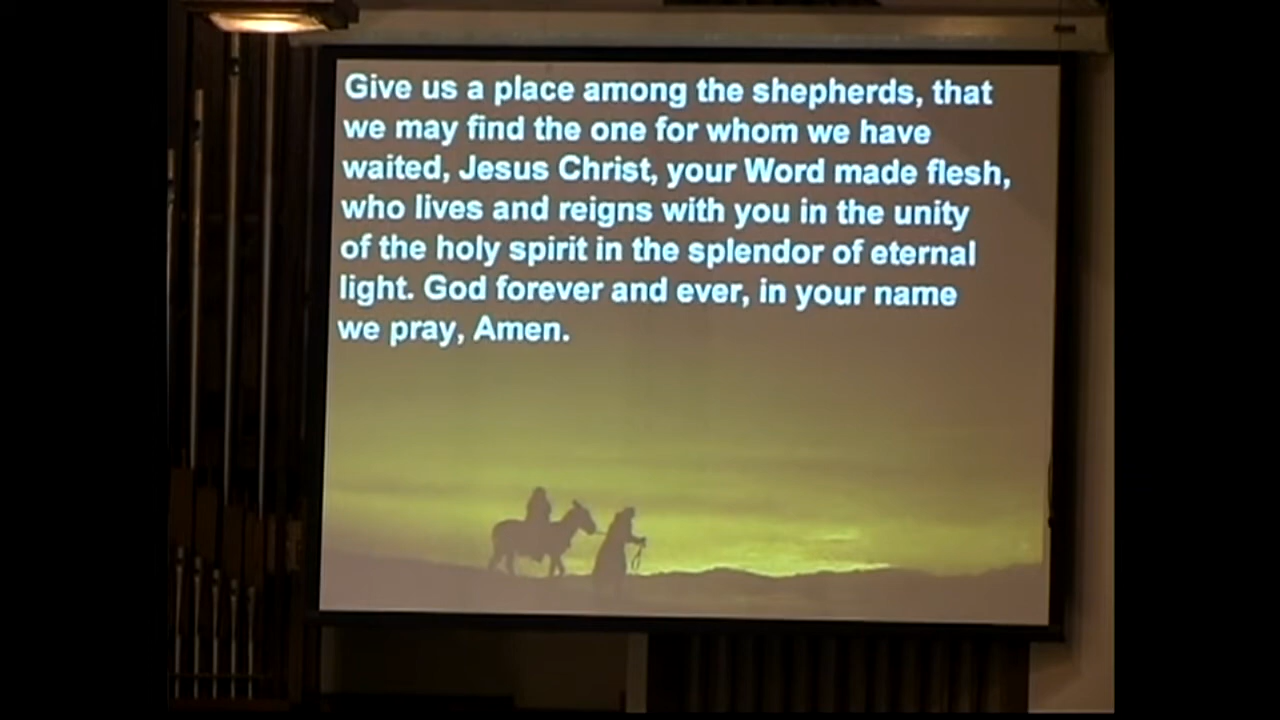 Give us a place among the shepherds, that
we may find the one for whom we have
waited, Jesus Christ, your Word made flesh,
who lives and reigns with you in the unity
of the holy spirit in the splendor of eternal
light. God forever and ever, in your name
we pray, Amen.